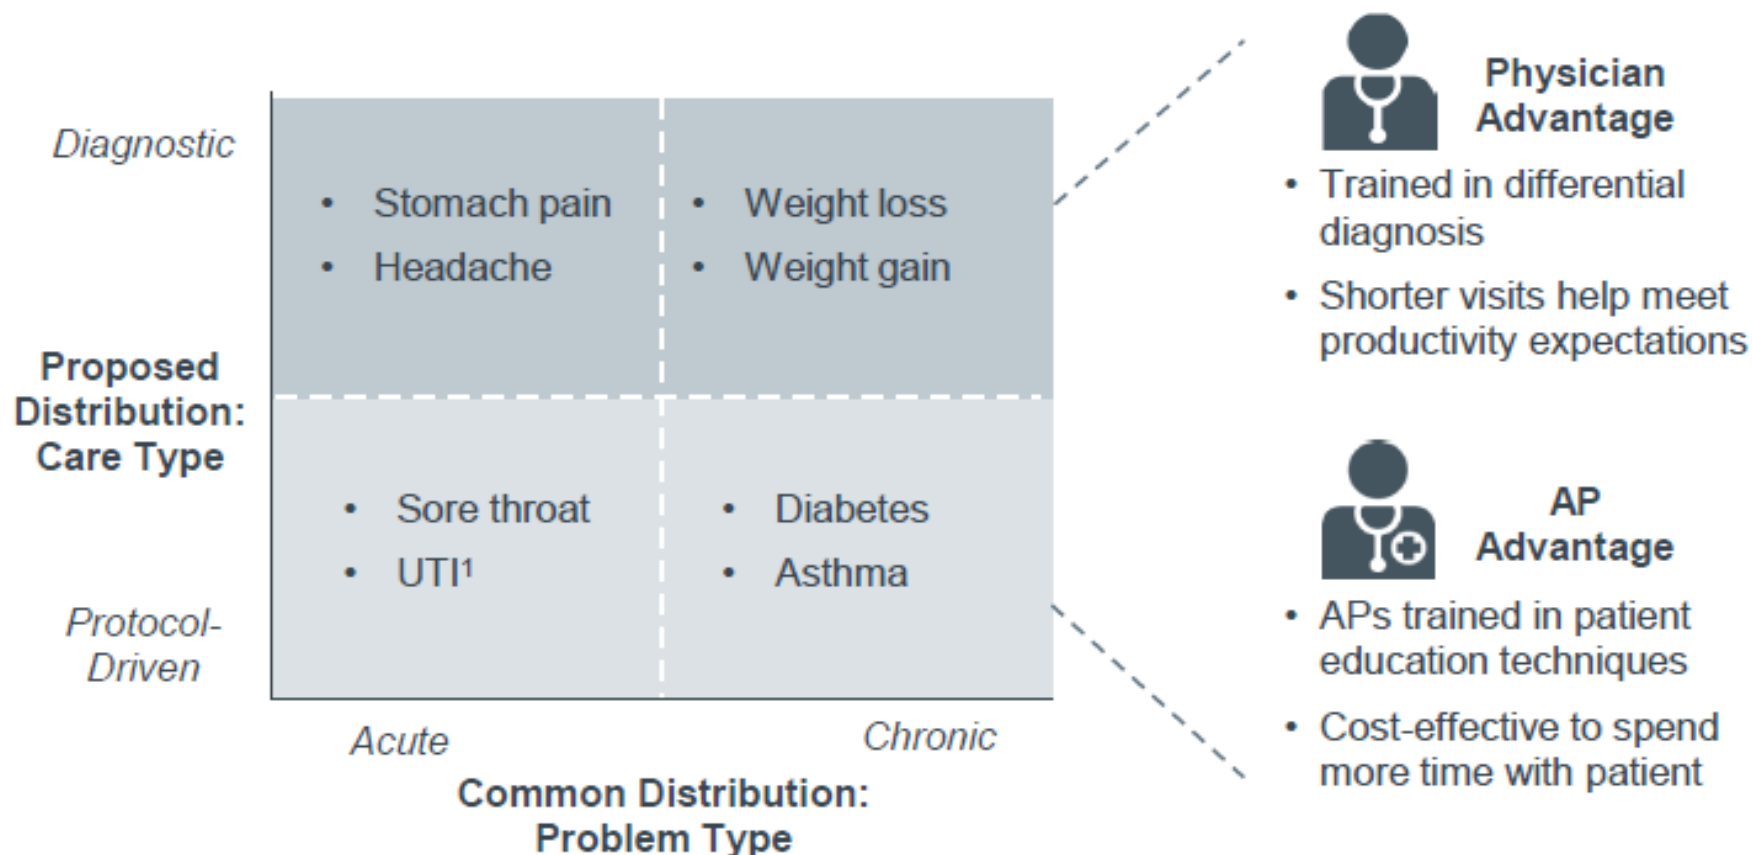 Diagnostic
• Stomach pain
• Headache
• Weight loss
• Weight gain
Proposed
Distribution:
Care Type
• Sore throat
• UTI¹
• Diabetes
• Asthma
Protocol-
Driven
Acute
Chronic
Common Distribution:
Problem Type
Physician
Advantage
• Trained in differential
diagnosis
• Shorter visits help meet
productivity expectations
AP
Advantage
• APs trained in patient
education techniques
• Cost-effective to spend
more time with patient